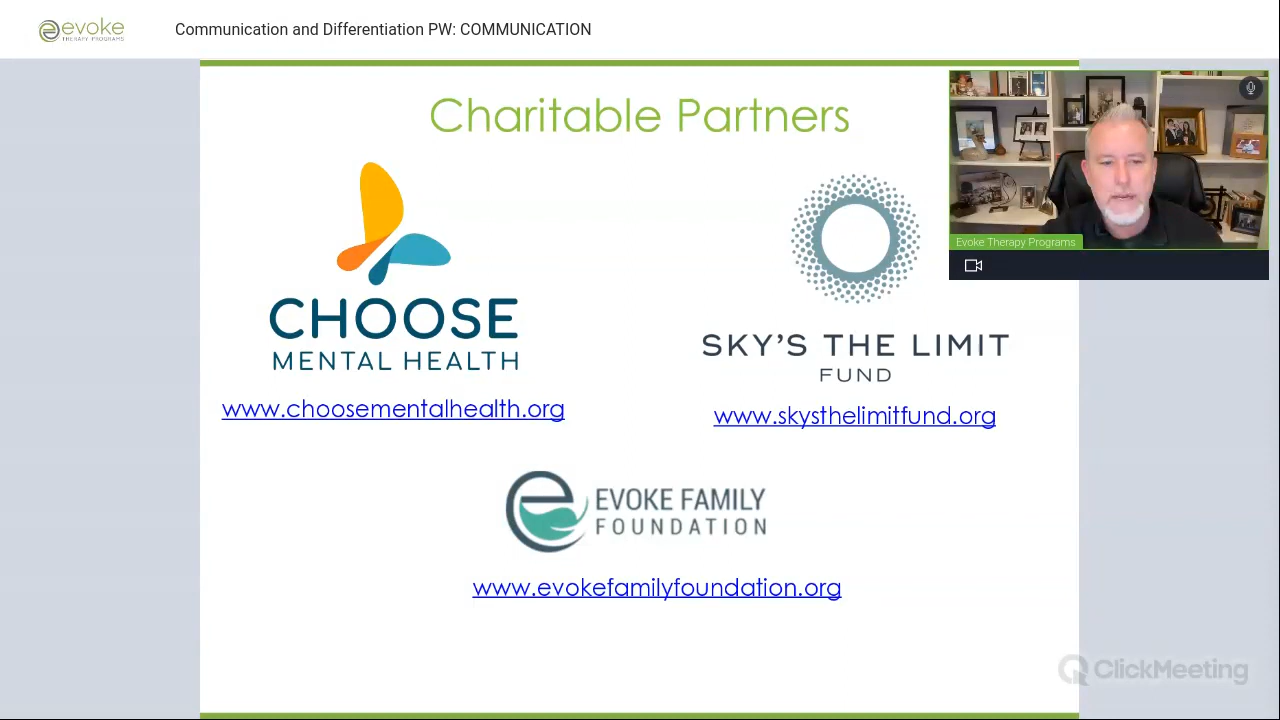 evoke
THERAPY PROGRAMS
Communication and Differentiation PW: COMMUNICATION
Charitable Partners
Evoke Therapy Programs
CHOOSE
MENTAL HEALTH
www.choosementalhealth.org
SKY'S THE LIMIT
FUND
www.skysthelimitfund.org
EVOKE FAMILY
FOUNDATION
www.evokefamilyfoundation.org
ClickMeeting